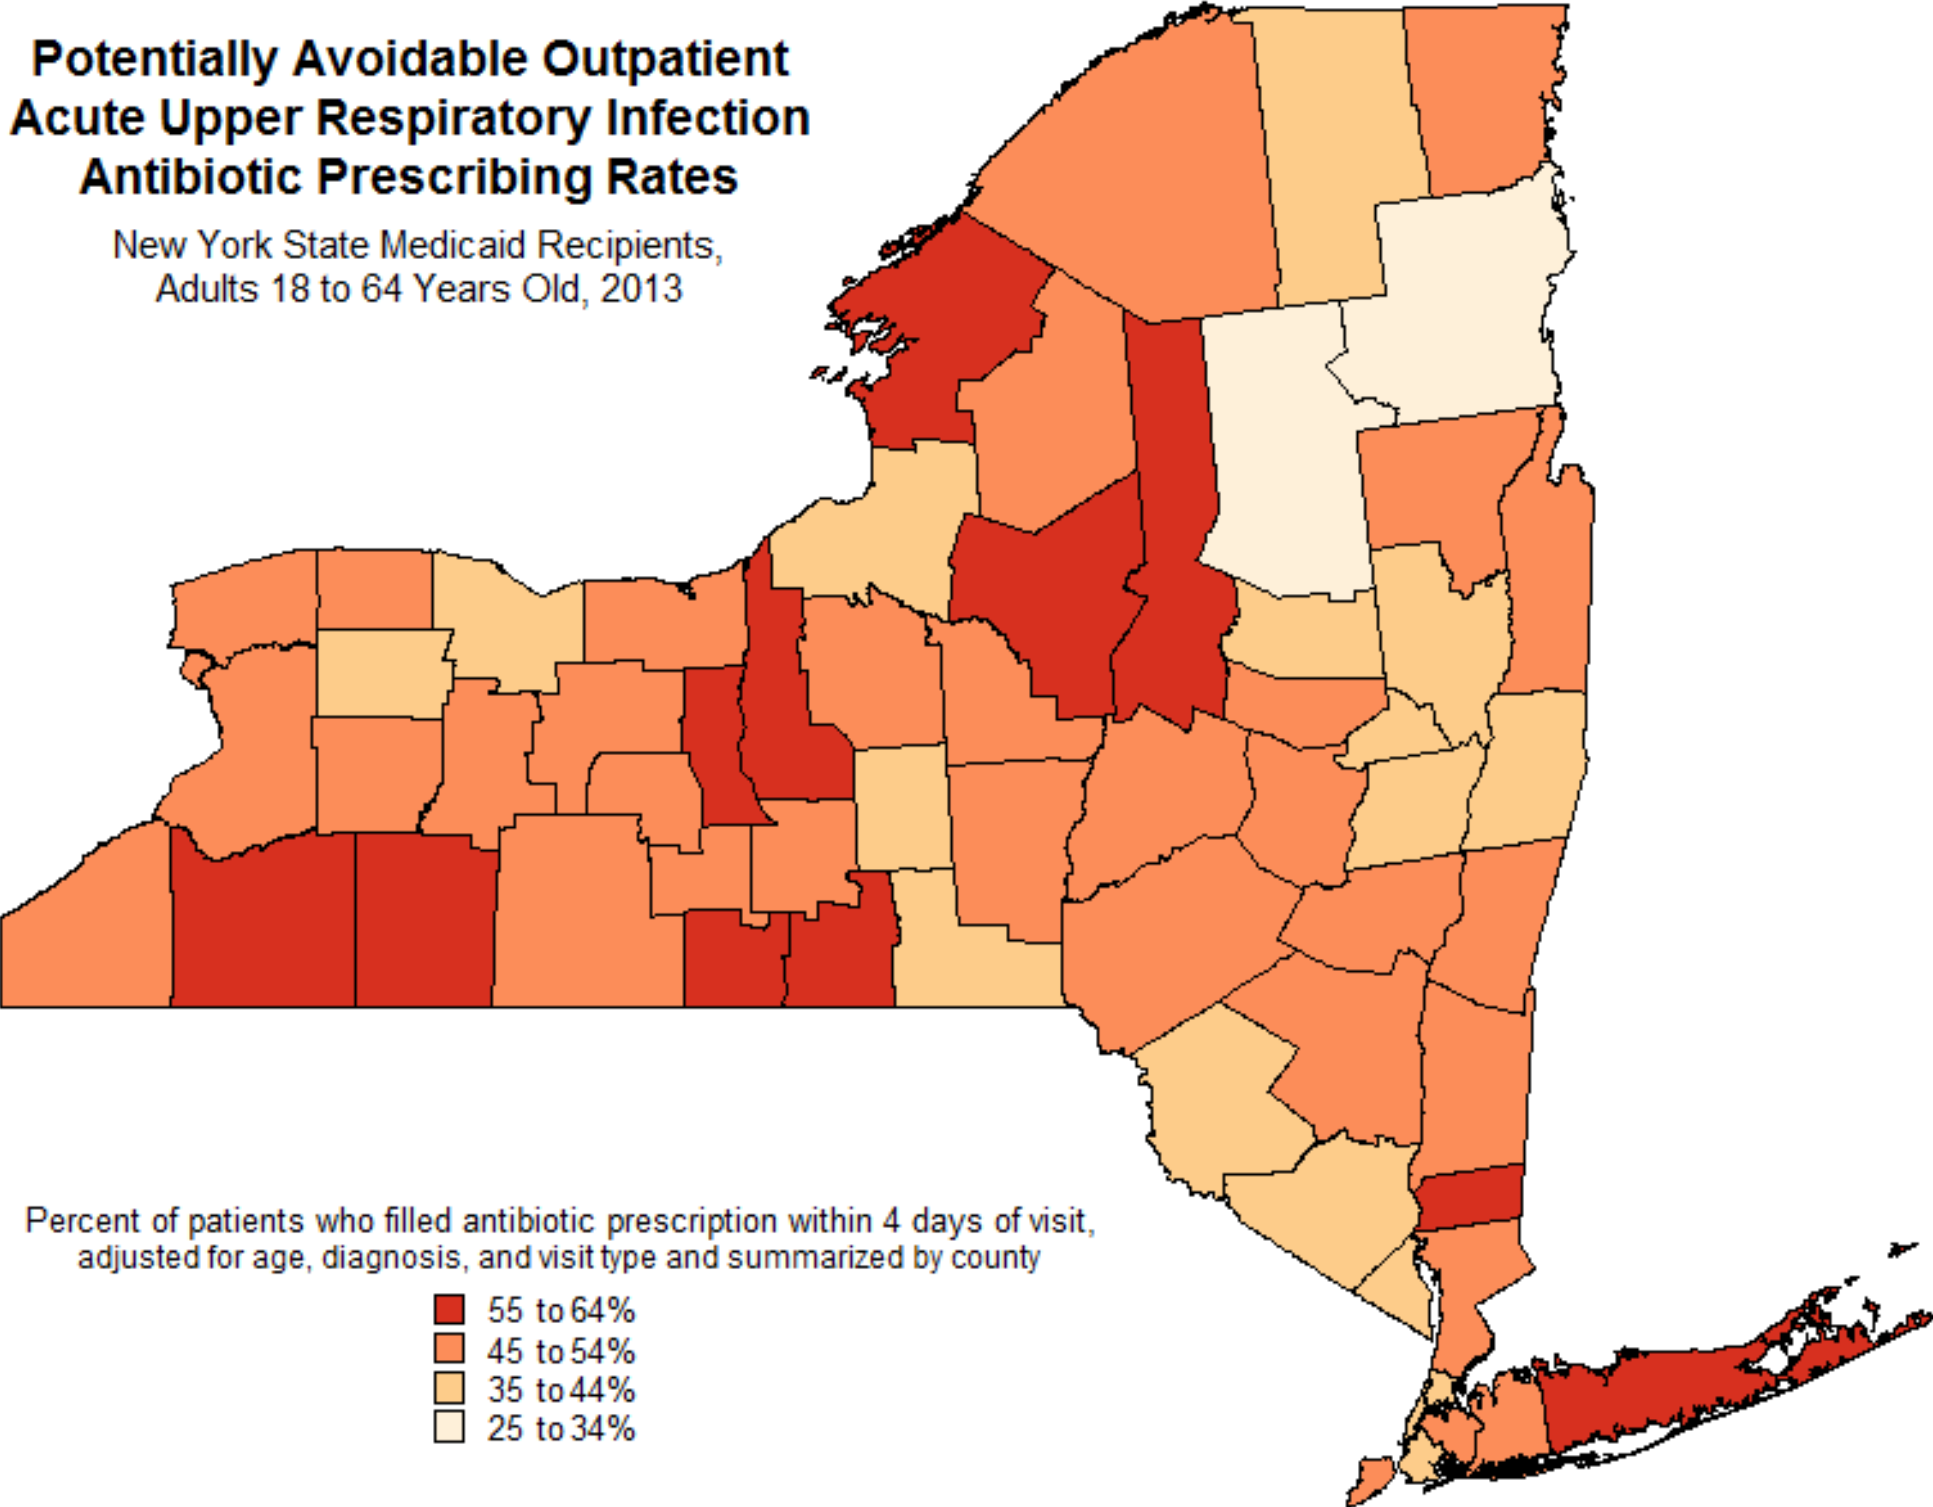 Potentially Avoidable Outpatient
Acute Upper Respiratory Infection
Antibiotic Prescribing Rates
New York State Medicaid Recipients,
Adults 18 to 64 Years Old, 2013
Percent of patients who filled antibiotic prescription within 4 days of visit,
adjusted for age, diagnosis, and visit type and summarized by county
55 to 64%
45 to 54%
35 to 44%
25 to 34%